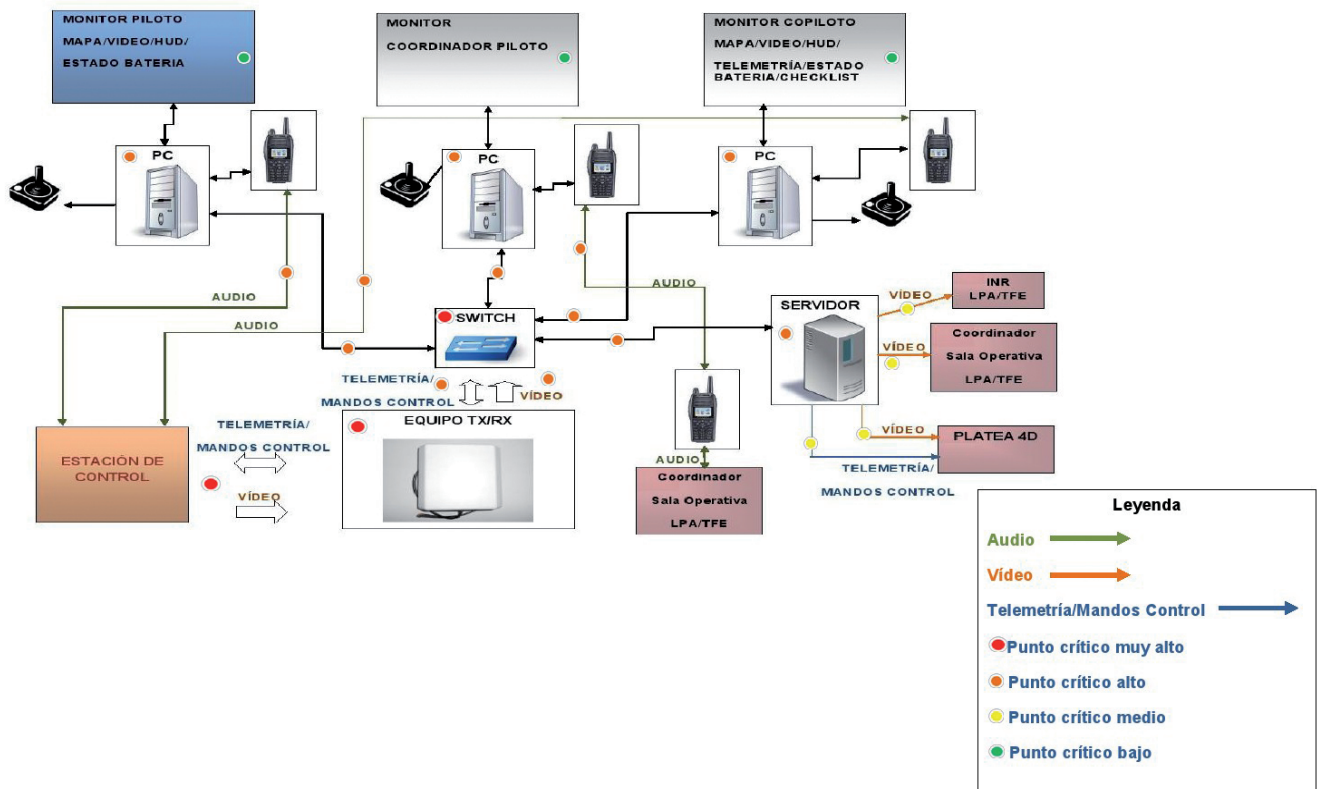 MONITOR PILOTO
MAPA/VIDEO/HUD/
ESTADO BATERIA
MONITOR
COORDINADOR PILOTO
MONITOR COPILOTO
MAPA/VIDEO/HUD/
TELEMETRÍA/ESTADO
BATERIA/CHECKLIST
PC
PC
PC
AUDIO
AUDIO
AUDIO
SWITCH
SERVIDOR
VÍDEO
INR
LPA/TFE
VÍDEO
Coordinador
Sala Operativa
LPA/TFE
TELEMETRÍA/
MANDOS CONTROL
VÍDEO
EQUIPO TX/RX
TELEMETRÍA/
MANDOS CONTROL
VÍDEO
ESTACIÓN DE
CONTROL
AUDIO
Coordinador
Sala Operativa
LPA/TFE
VÍDEO
PLATEA 4D
TELEMETRÍA/
MANDOS CONTROL
Leyenda
Audio
Vídeo
Telemetría/Mandos Control
Punto crítico muy alto
Punto crítico alto
Punto crítico medio
Punto crítico bajo